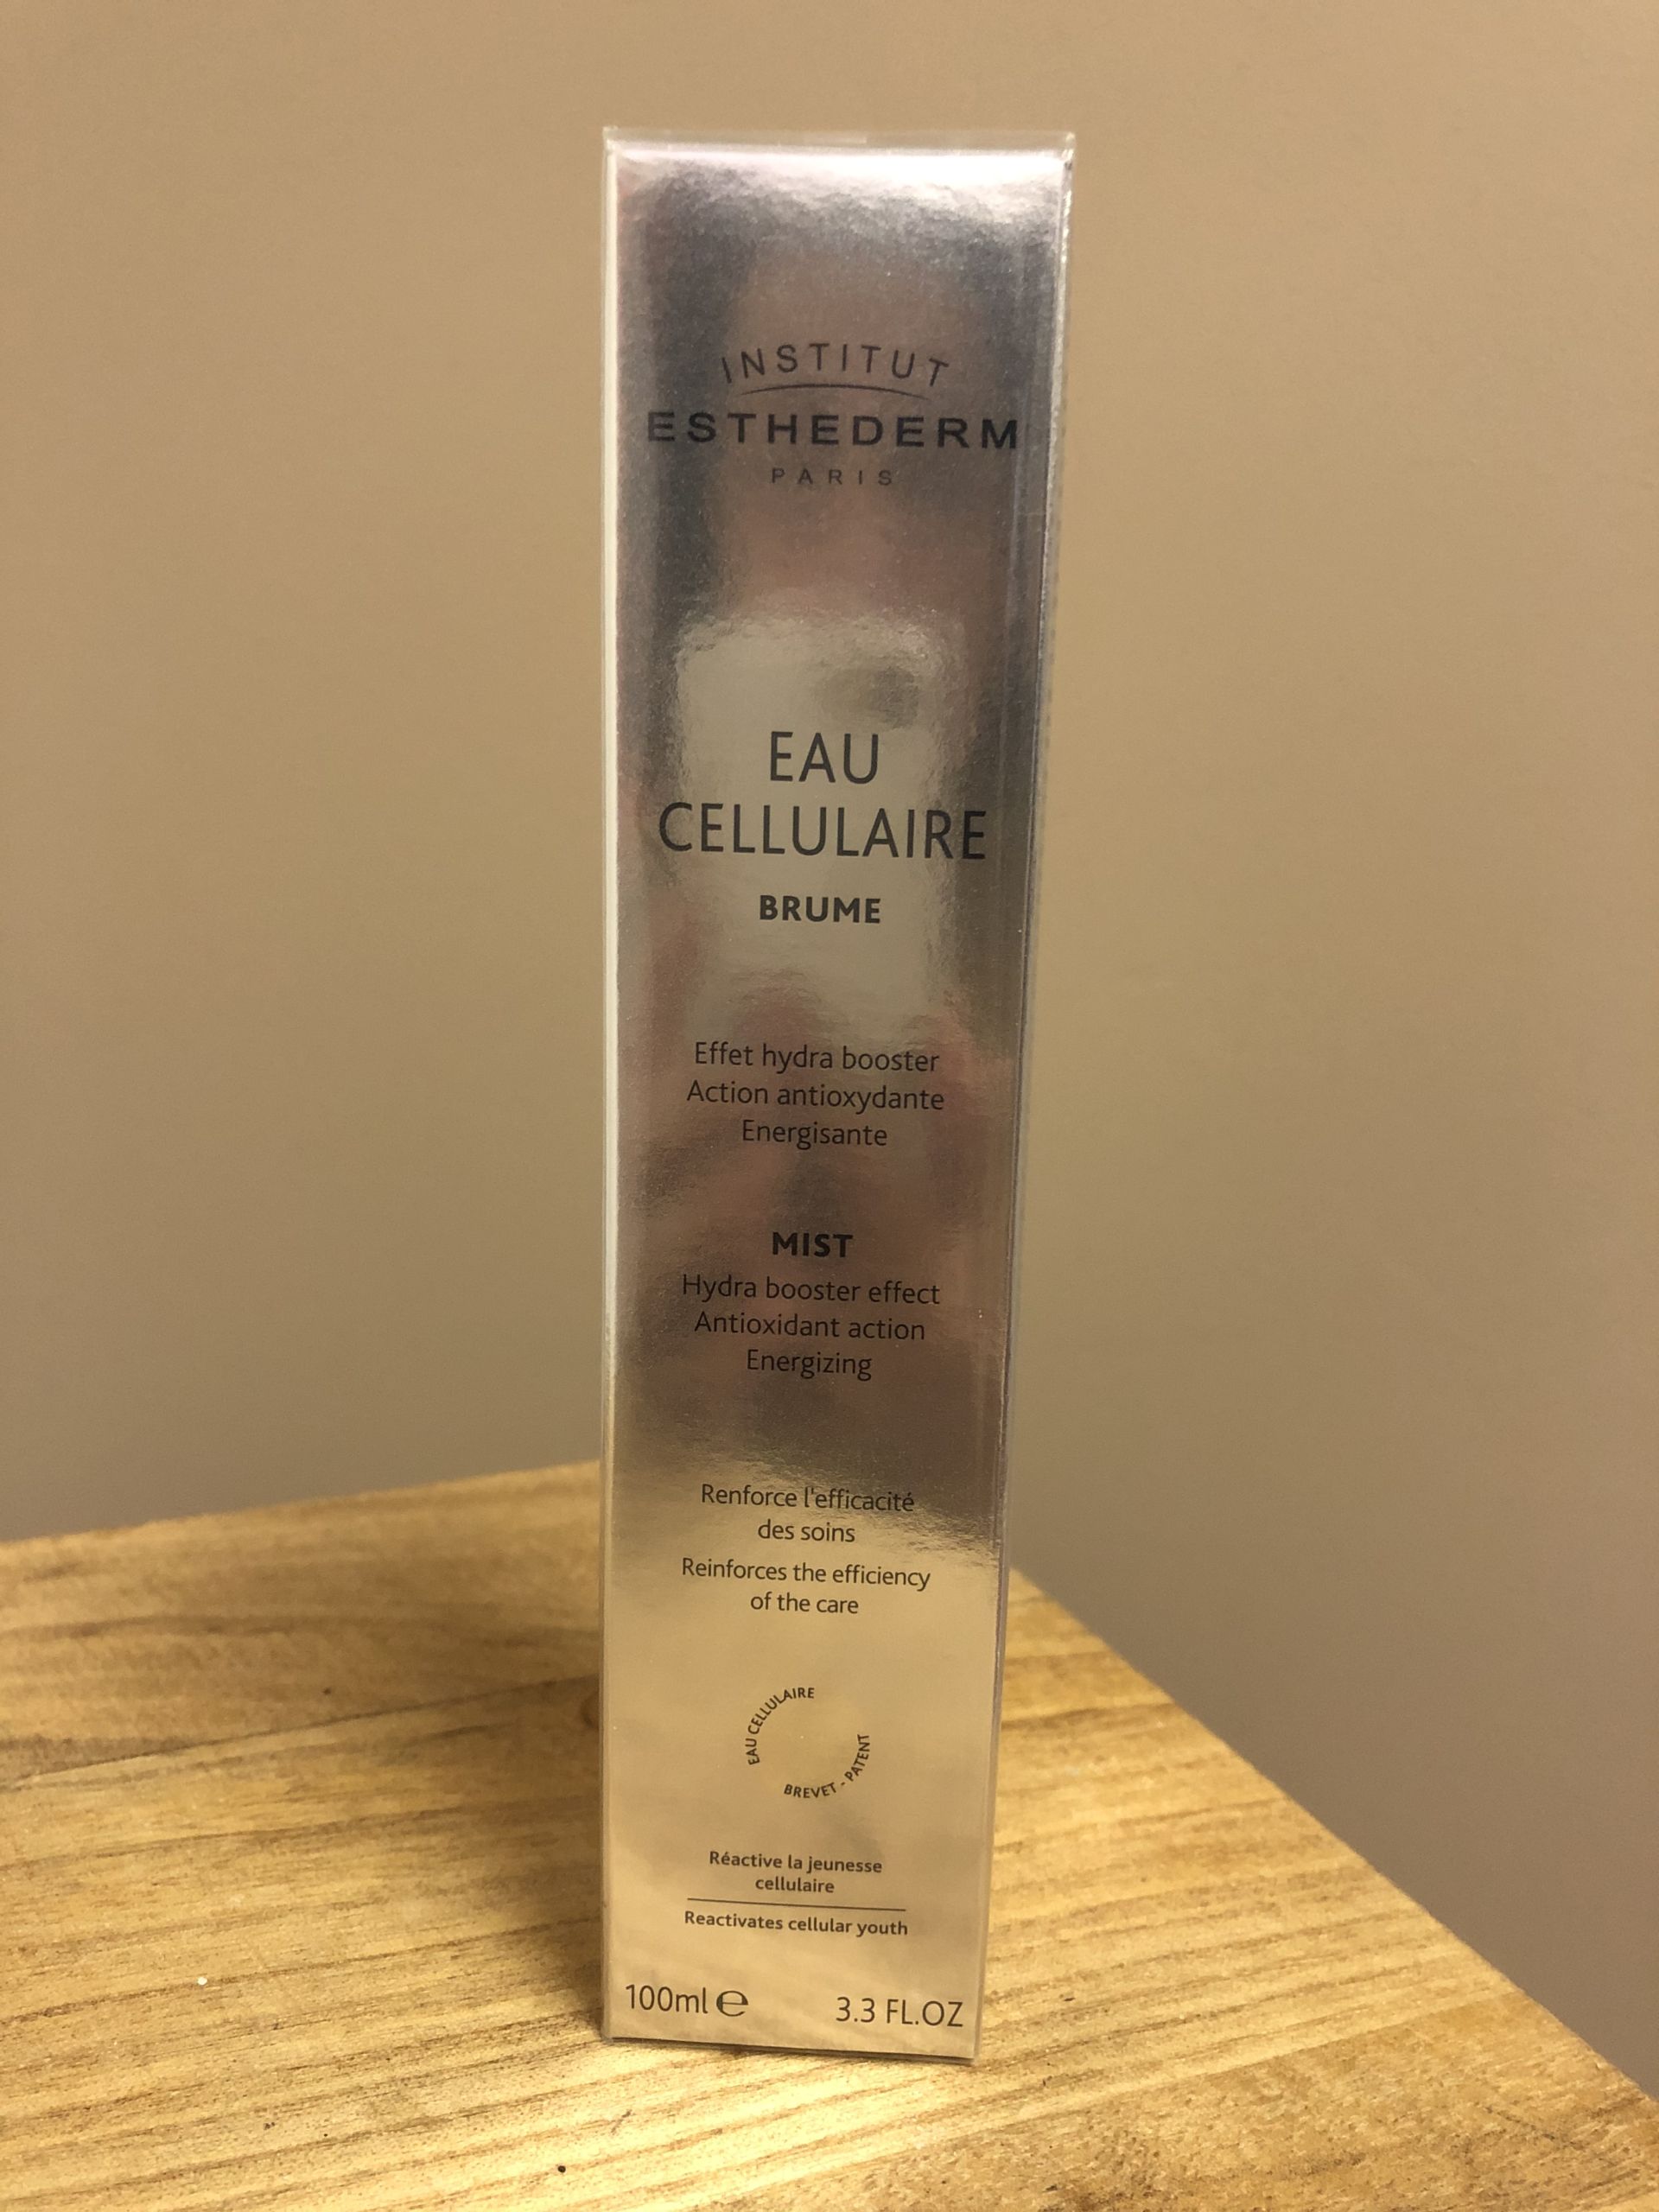 INSTITUT
ESTHEDERM
PARIS
EAU
CELLULAIRE
BRUME
Effet hydra booster
Action antioxydante
Energisante
MIST
Hydra booster effect
Antioxidant action
Energizing
Renforce l'efficacité
des soins
Reinforces the efficiency
of the care
EAU CELLULAIRE
BREVET - PATENT
Réactive la jeunesse
cellulaire
Reactivates cellular youth
100ml ℮ 3.3 FL.OZ